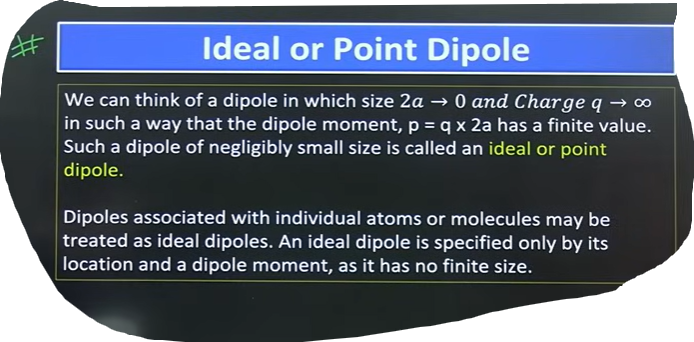 #
Ideal or Point Dipole
We can think of a dipole in which size 2a → 0 and Charge q → ∞
in such a way that the dipole moment, p = q x 2a has a finite value.
Such a dipole of negligibly small size is called an ideal or point
dipole.
Dipoles associated with individual atoms or molecules may be
treated as ideal dipoles. An ideal dipole is specified only by its
location and a dipole moment, as it has no finite size.